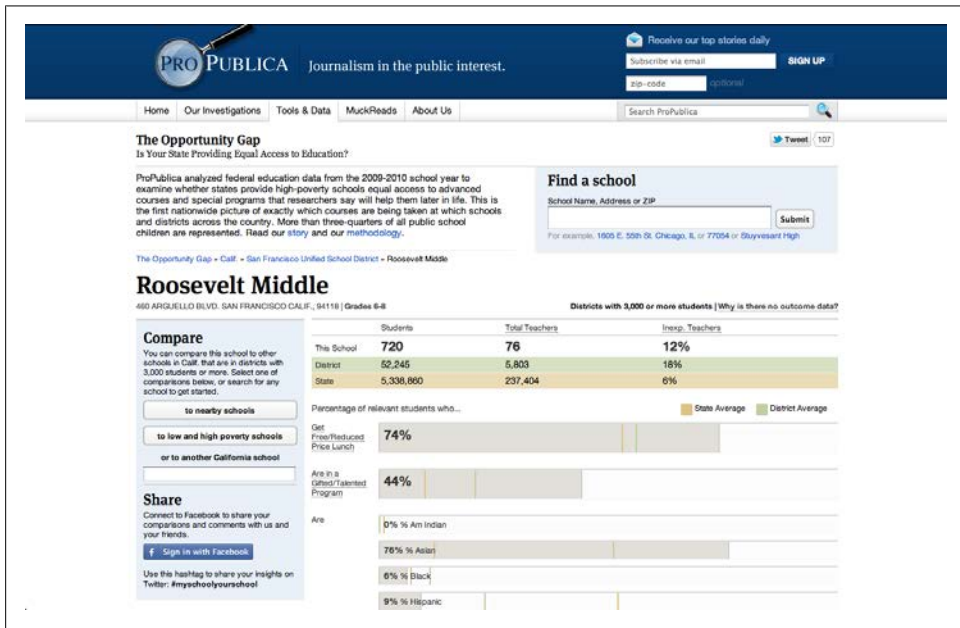 PROPUBLICA Journalism in the public interest.
Receive our top stories daily
Subscribe via email SIGN UP
zip-code optional
Home Our Investigations Tools & Data MuckReads About Us Search ProPublica
The Opportunity Gap
Is Your State Providing Equal Access to Education?
Tweet 107
ProPublica analyzed federal education data from the 2009-2010 school year to
examine whether states provide high-poverty schools equal access to advanced
courses and special programs that researchers say will help them later in life. This is
the first nationwide picture of exactly which courses are being taken at which schools
and districts across the country. More than three-quarters of all public school
children are represented. Read our story and our methodology.
Find a school
School Name, Address or ZIP
Submit
For example, 1605 E. 55th St. Chicago, IL or 77054 or Stuyvesant High
The Opportunity Gap » Calif. » San Francisco Unified School District » Roosevelt Middle
Roosevelt Middle
460 ARGUELLO BLVD. SAN FRANCISCO CALIF., 94118 | Grades 6-8
Districts with 3,000 or more students | Why is there no outcome data?
Compare
You can compare this school to other
schools in Calif. that are in districts with
3,000 students or more. Select one of
comparisons below, or search for any
school to get started.
to nearby schools
to low and high poverty schools
or to another California school
Share
Connect to Facebook to share your
comparisons and comments with us and
your friends.
f Sign in with Facebook
Use this hashtag to share your insights on
Twitter: #myschoolyourschool
Students Total Teachers Inexp. Teachers
This School 720 76 12%
District 52,245 5,803 18%
State 5,338,860 237,404 6%
Percentage of relevant students who... State Average District Average
Get
Free/Reduced
Price Lunch
74%
Are in a
Gifted/Talented
Program
44%
Are
0% % Am Indian
76% % Asian
6% % Black
9% % Hispanic